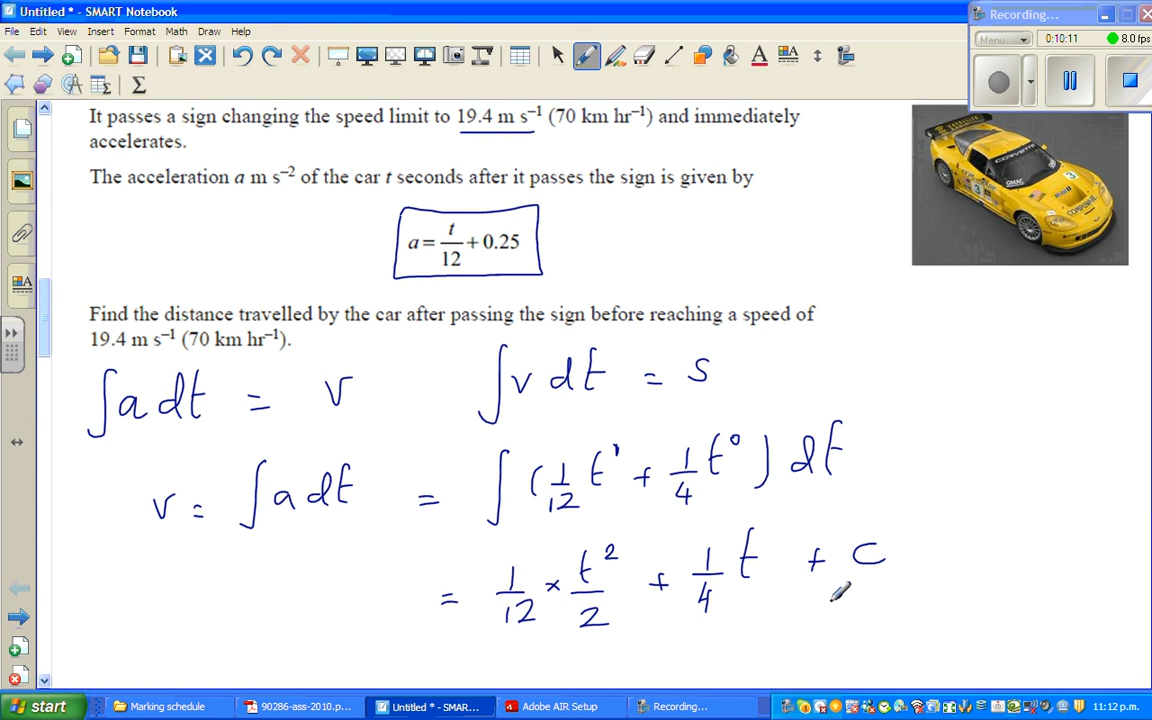 Untitled * - SMART Notebook
Recording...
File Edit View Insert Format Math Draw Help
Menu
0:10:11
8.0 fps
It passes a sign changing the speed limit to 19.4 m s⁻¹ (70 km hr⁻¹) and immediately
accelerates.
The acceleration a m s⁻² of the car t seconds after it passes the sign is given by
a = t/12 + 0.25
Find the distance travelled by the car after passing the sign before reaching a speed of
19.4 m s⁻¹ (70 km hr⁻¹).
∫a dt = v ∫v dt = s
v = ∫a dt = ∫(1/12 t¹ + 1/4 t⁰) dt
= 1/12 × t²/2 + 1/4 t + C
start
Marking schedule
90286-ass-2010.p...
Untitled * - SMAR...
Adobe AIR Setup
Recording...
11:12 p.m.